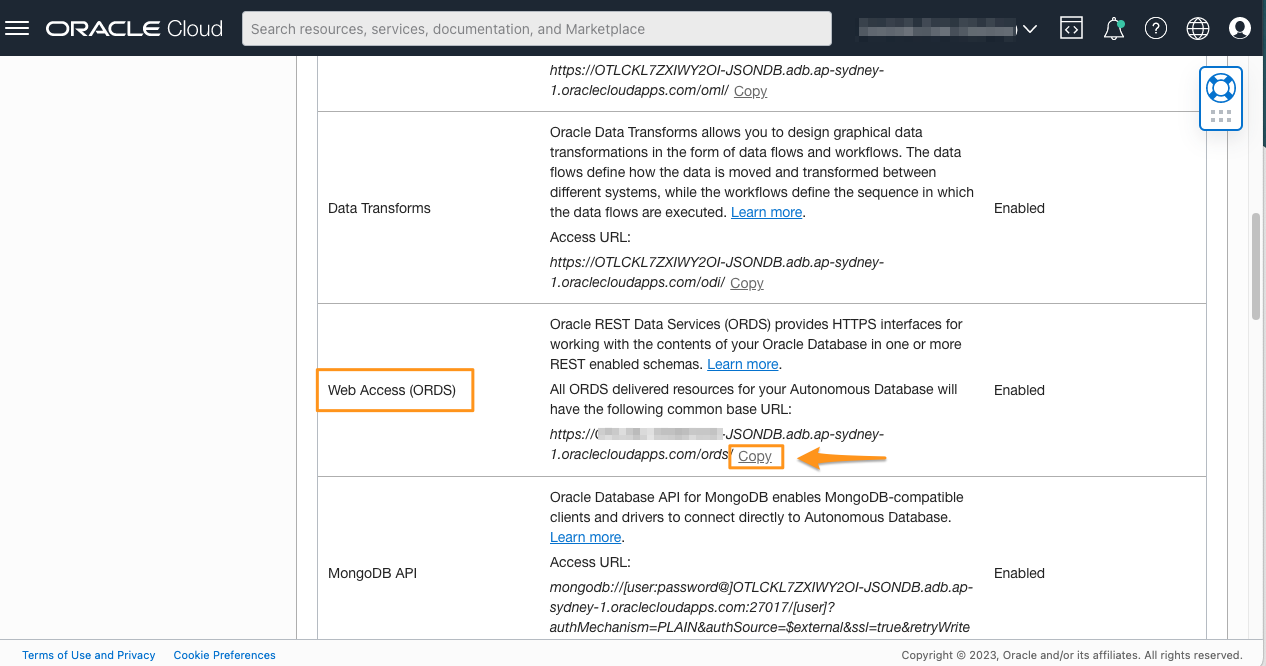 ORACLE Cloud
Search resources, services, documentation, and Marketplace
https://OTLCKL7ZXIWY2OI-JSONDB.adb.ap-sydney-
1.oraclecloudapps.com/oml/ Copy
Data Transforms
Oracle Data Transforms allows you to design graphical data
transformations in the form of data flows and workflows. The data
flows define how the data is moved and transformed between
different systems, while the workflows define the sequence in which
the data flows are executed. Learn more.
Access URL:
https://OTLCKL7ZXIWY2OI-JSONDB.adb.ap-sydney-
1.oraclecloudapps.com/odi/ Copy
Enabled
Web Access (ORDS)
Oracle REST Data Services (ORDS) provides HTTPS interfaces for
working with the contents of your Oracle Database in one or more
REST enabled schemas. Learn more.
All ORDS delivered resources for your Autonomous Database will
have the following common base URL:
https:// -JSONDB.adb.ap-sydney-
1.oraclecloudapps.com/ords/ Copy
Enabled
MongoDB API
Oracle Database API for MongoDB enables MongoDB-compatible
clients and drivers to connect directly to Autonomous Database.
Learn more.
Access URL:
mongodb://[user:password@]OTLCKL7ZXIWY2OI-JSONDB.adb.ap-
sydney-1.oraclecloudapps.com:27017/[user]?
authMechanism=PLAIN&authSource=$external&ssl=true&retryWrite
Enabled
Terms of Use and Privacy
Cookie Preferences
Copyright © 2023, Oracle and/or its affiliates. All rights reserved.